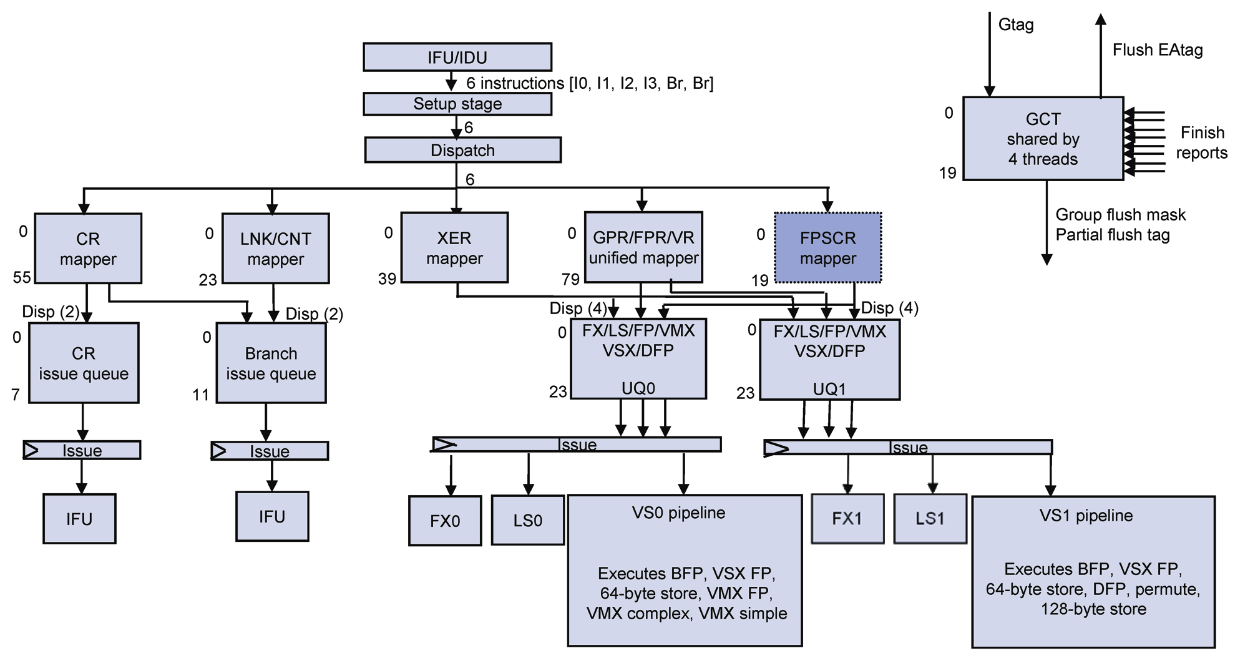 IFU/IDU
6 instructions [I0, I1, I2, I3, Br, Br]
Setup stage
6
Dispatch
6
Gtag
Flush EAtag
0
GCT
shared by
4 threads
19
Finish
reports
Group flush mask
Partial flush tag
0
CR
mapper
55
0
LNK/CNT
mapper
23
0
XER
mapper
39
0
GPR/FPR/VR
unified mapper
79
0
FPSCR
mapper
19
Disp (2)
Disp (2)
Disp (4)
Disp (4)
0
CR
issue queue
7
0
Branch
issue queue
11
0
FX/LS/FP/VMX
VSX/DFP
UQ0
23
0
FX/LS/FP/VMX
VSX/DFP
UQ1
23
Issue
Issue
Issue
Issue
IFU
IFU
FX0
LS0
VS0 pipeline
Executes BFP, VSX FP,
64-byte store, VMX FP,
VMX complex, VMX simple
FX1
LS1
VS1 pipeline
Executes BFP, VSX FP,
64-byte store, DFP, permute,
128-byte store